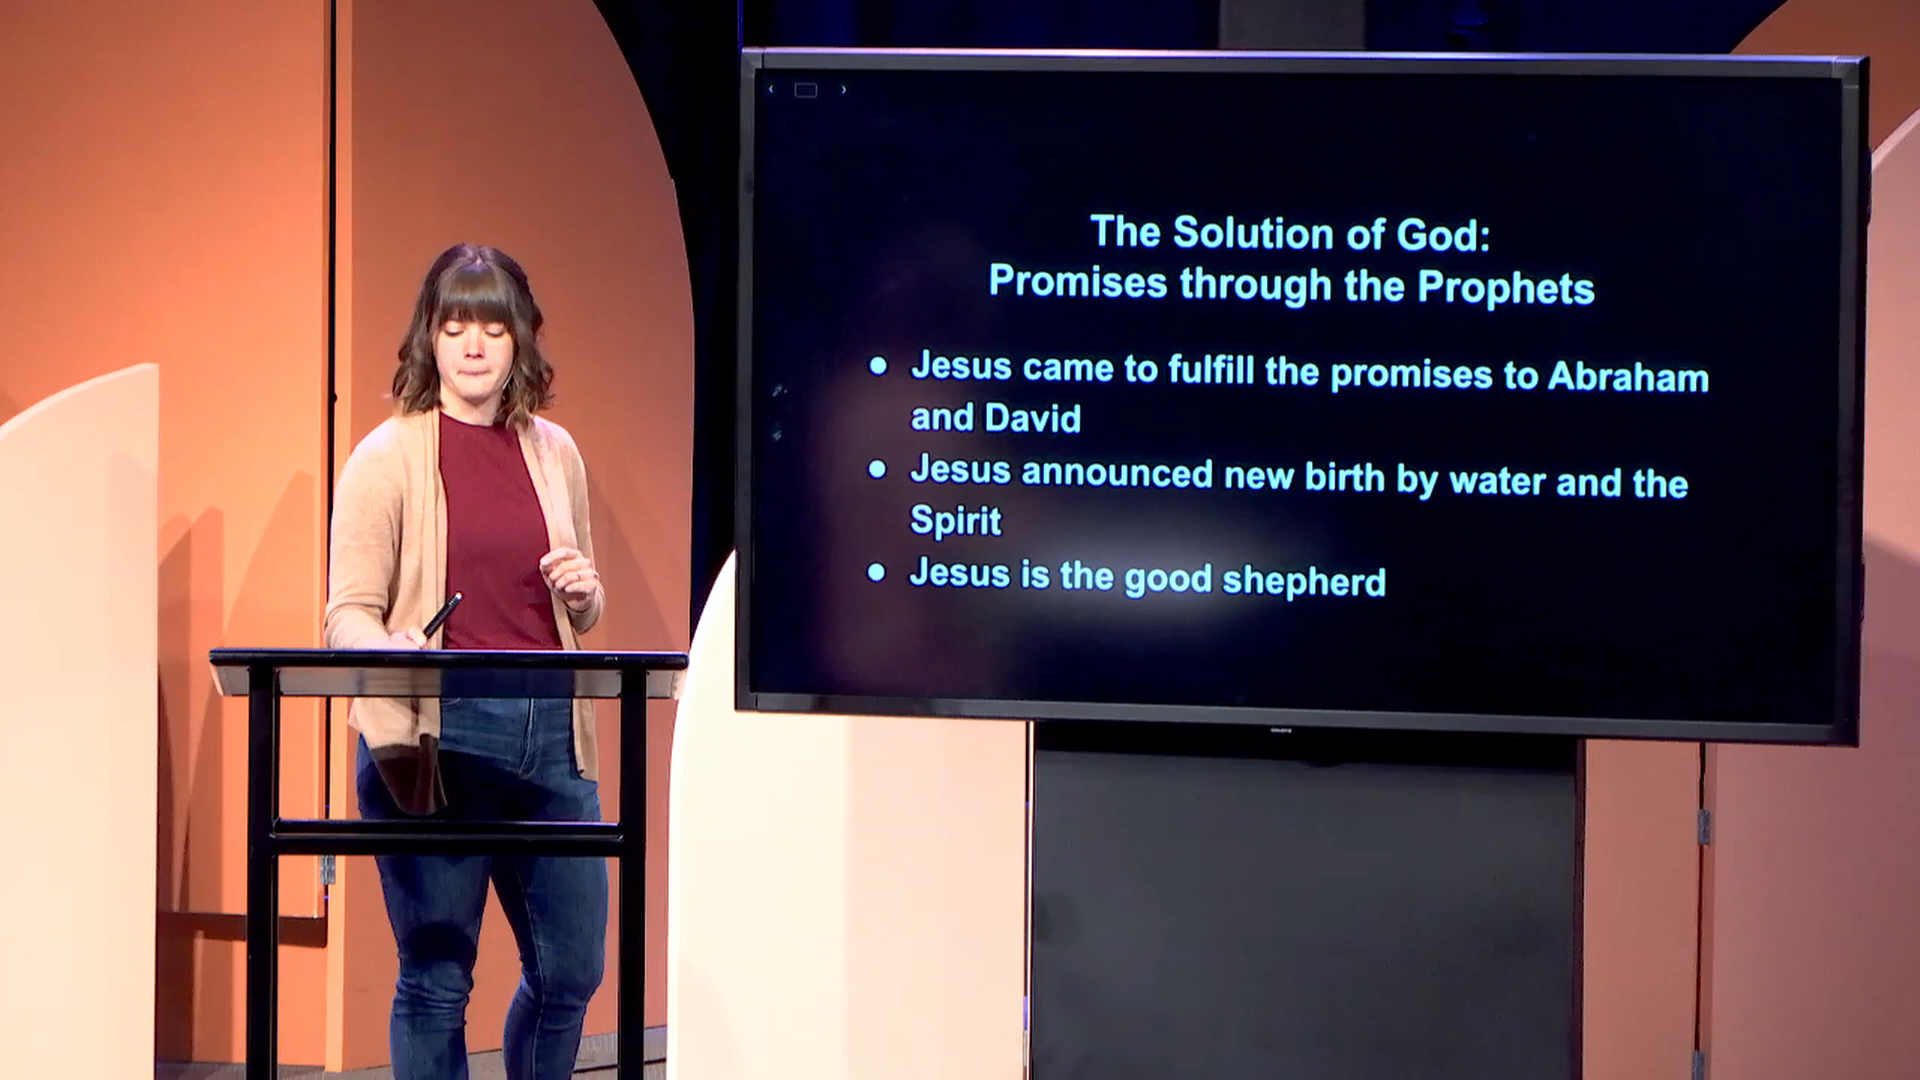 The Solution of God:
Promises through the Prophets
● Jesus came to fulfill the promises to Abraham
and David
● Jesus announced new birth by water and the
Spirit
● Jesus is the good shepherd